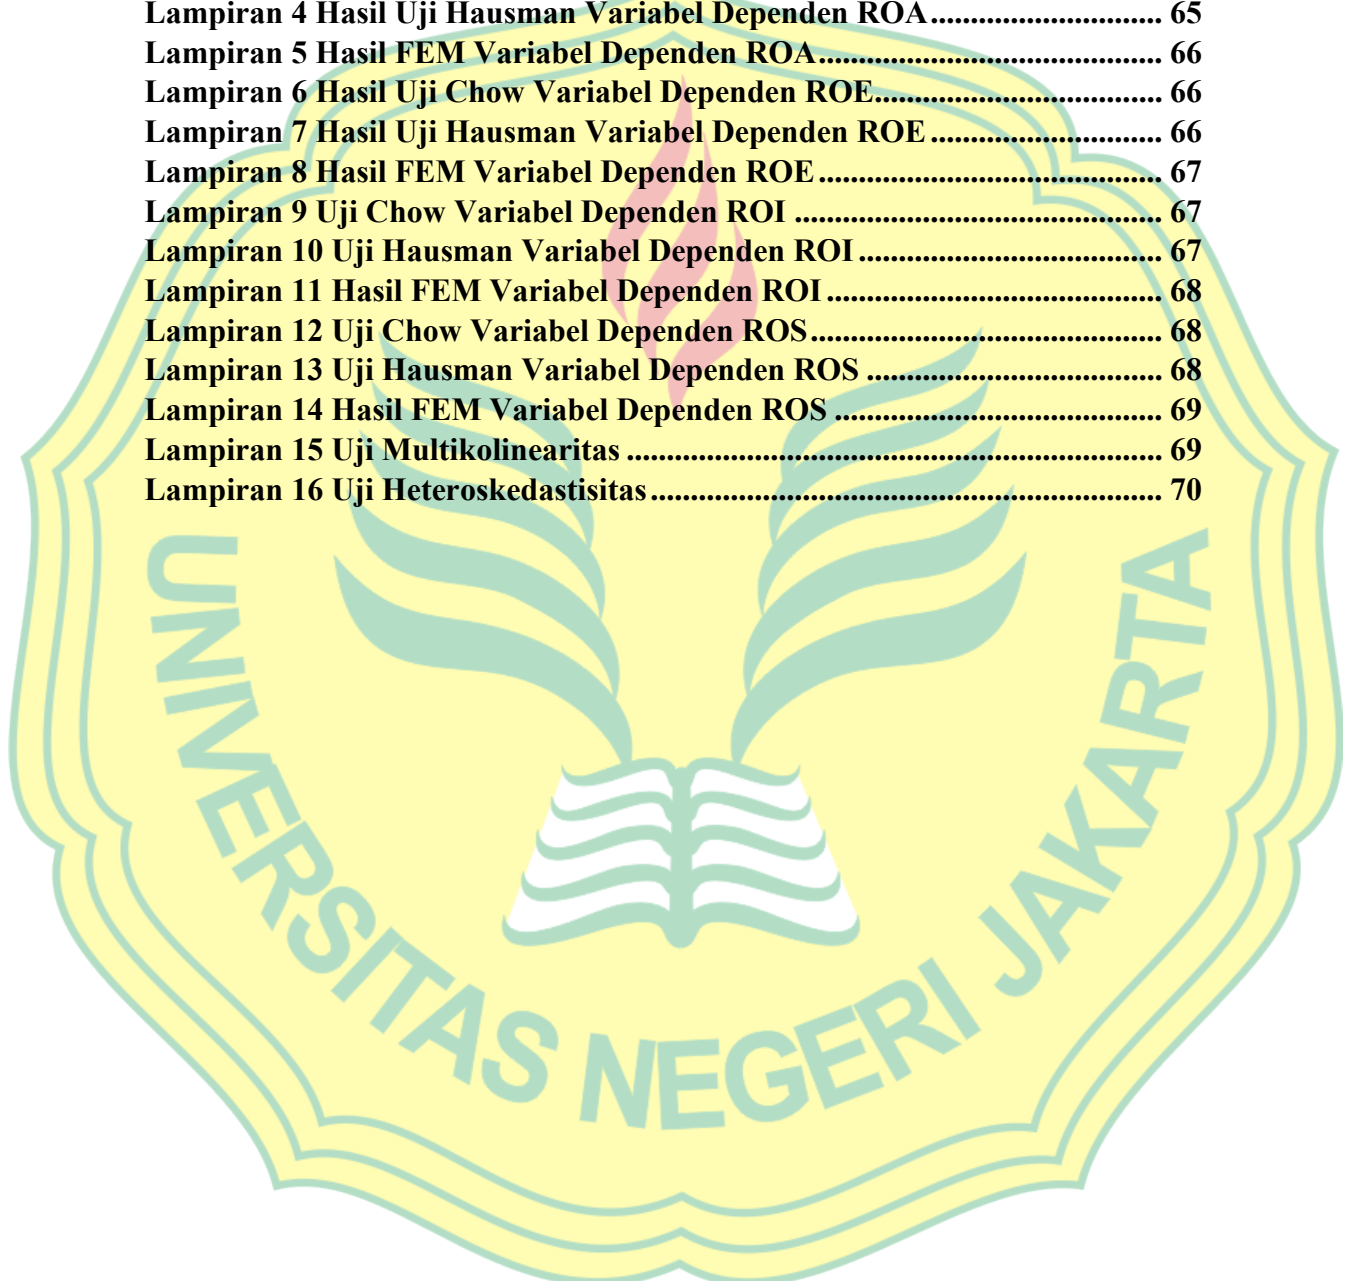 Lampiran 4 Hasil Uji Hausman Variabel Dependen ROA............................. 65
Lampiran 5 Hasil FEM Variabel Dependen ROA........................................... 66
Lampiran 6 Hasil Uji Chow Variabel Dependen ROE.................................... 66
Lampiran 7 Hasil Uji Hausman Variabel Dependen ROE ............................. 66
Lampiran 8 Hasil FEM Variabel Dependen ROE........................................... 67
Lampiran 9 Uji Chow Variabel Dependen ROI .............................................. 67
Lampiran 10 Uji Hausman Variabel Dependen ROI...................................... 67
Lampiran 11 Hasil FEM Variabel Dependen ROI.......................................... 68
Lampiran 12 Uji Chow Variabel Dependen ROS............................................ 68
Lampiran 13 Uji Hausman Variabel Dependen ROS ..................................... 68
Lampiran 14 Hasil FEM Variabel Dependen ROS ......................................... 69
Lampiran 15 Uji Multikolinearitas ................................................................... 69
Lampiran 16 Uji Heteroskedastisitas................................................................ 70
UNIVERSITAS NEGERI JAKARTA